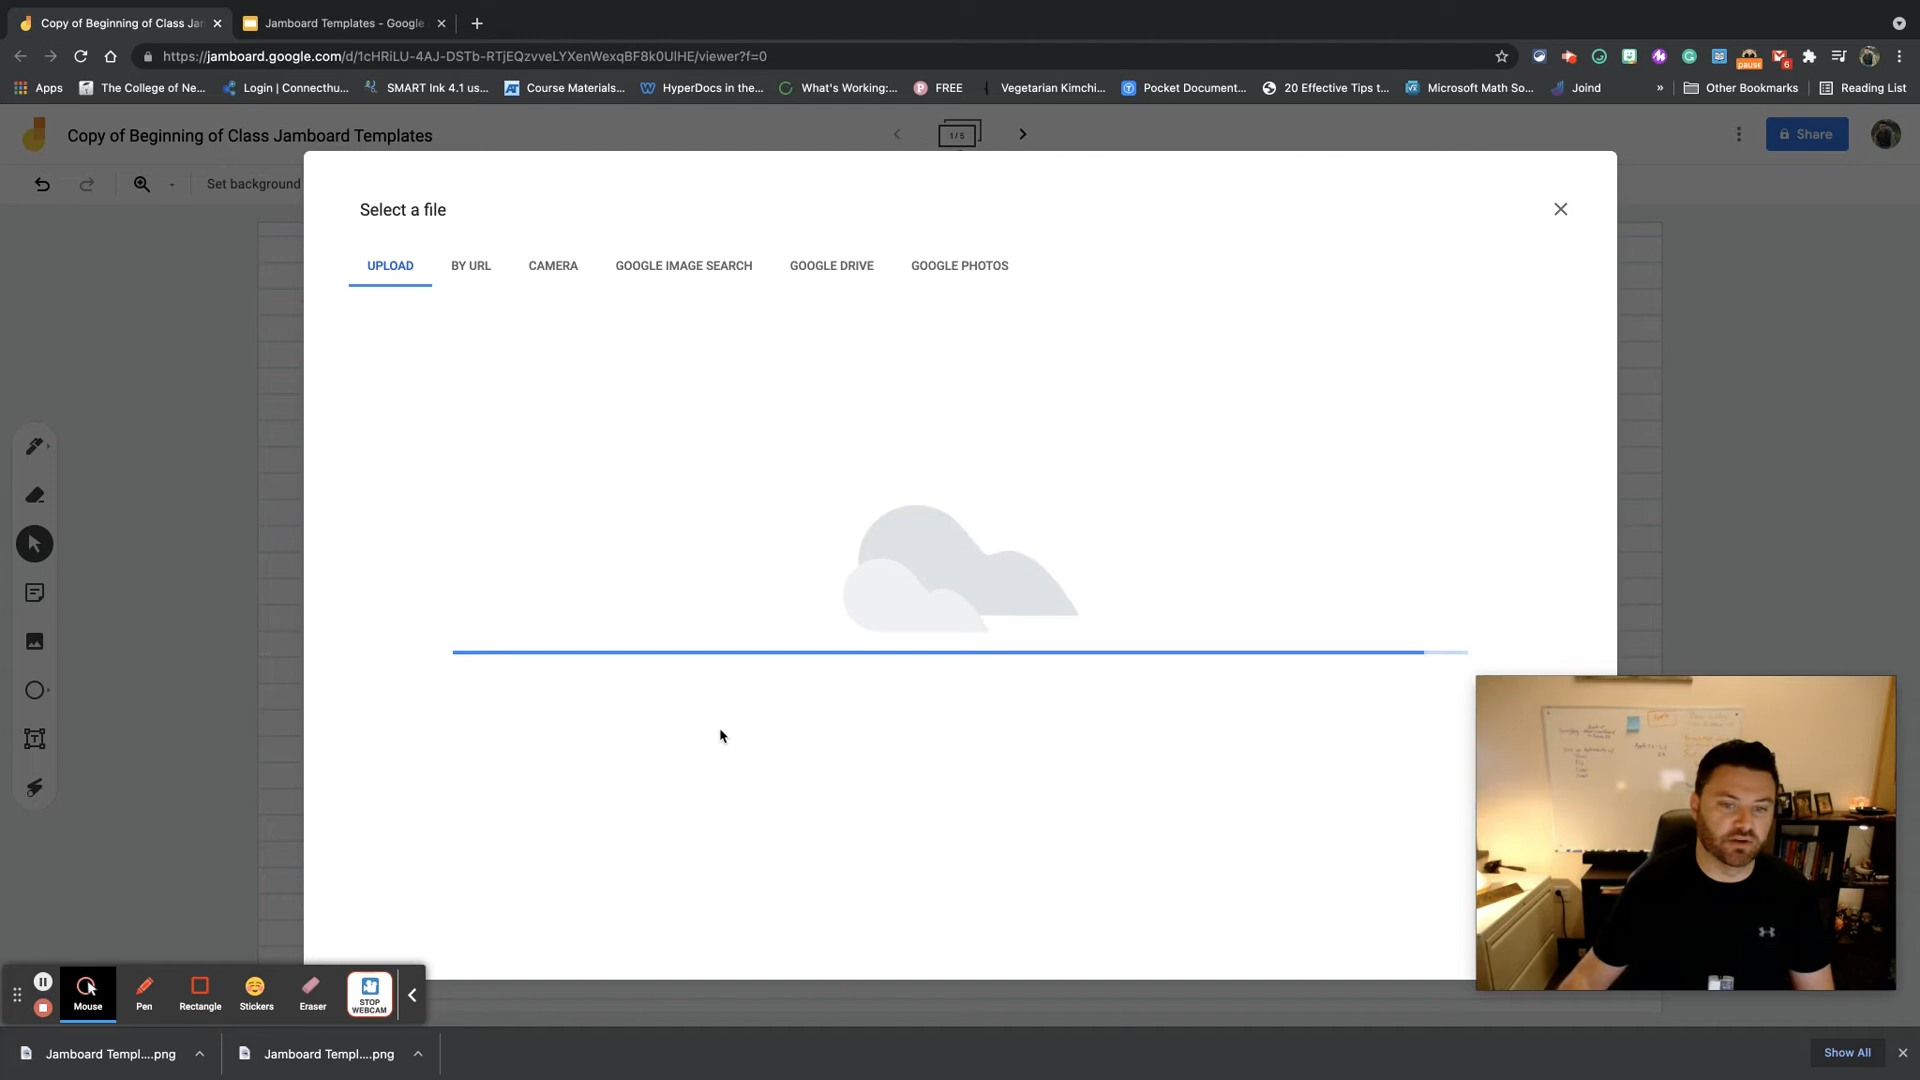 Copy of Beginning of Class Jan
Jamboard Templates - Google
https://jamboard.google.com/d/1cHRiLU-4AJ-DSTb-RTjEQzvveLYXenWexqBF8k0UlHE/viewer?f=0
pause
6
Apps
The College of Ne...
Login | Connecthu...
SMART Ink 4.1 us...
Course Materials...
HyperDocs in the...
What's Working:...
FREE
Vegetarian Kimchi...
Pocket Document...
20 Effective Tips t...
Microsoft Math So...
Joind
»
Other Bookmarks
Reading List
Copy of Beginning of Class Jamboard Templates
1 / 5
Share
Set background
Select a file
UPLOAD
BY URL
CAMERA
GOOGLE IMAGE SEARCH
GOOGLE DRIVE
GOOGLE PHOTOS
Mouse
Pen
Rectangle
Stickers
Eraser
STOP
WEBCAM
Jamboard Templ....png
Jamboard Templ....png
Show All